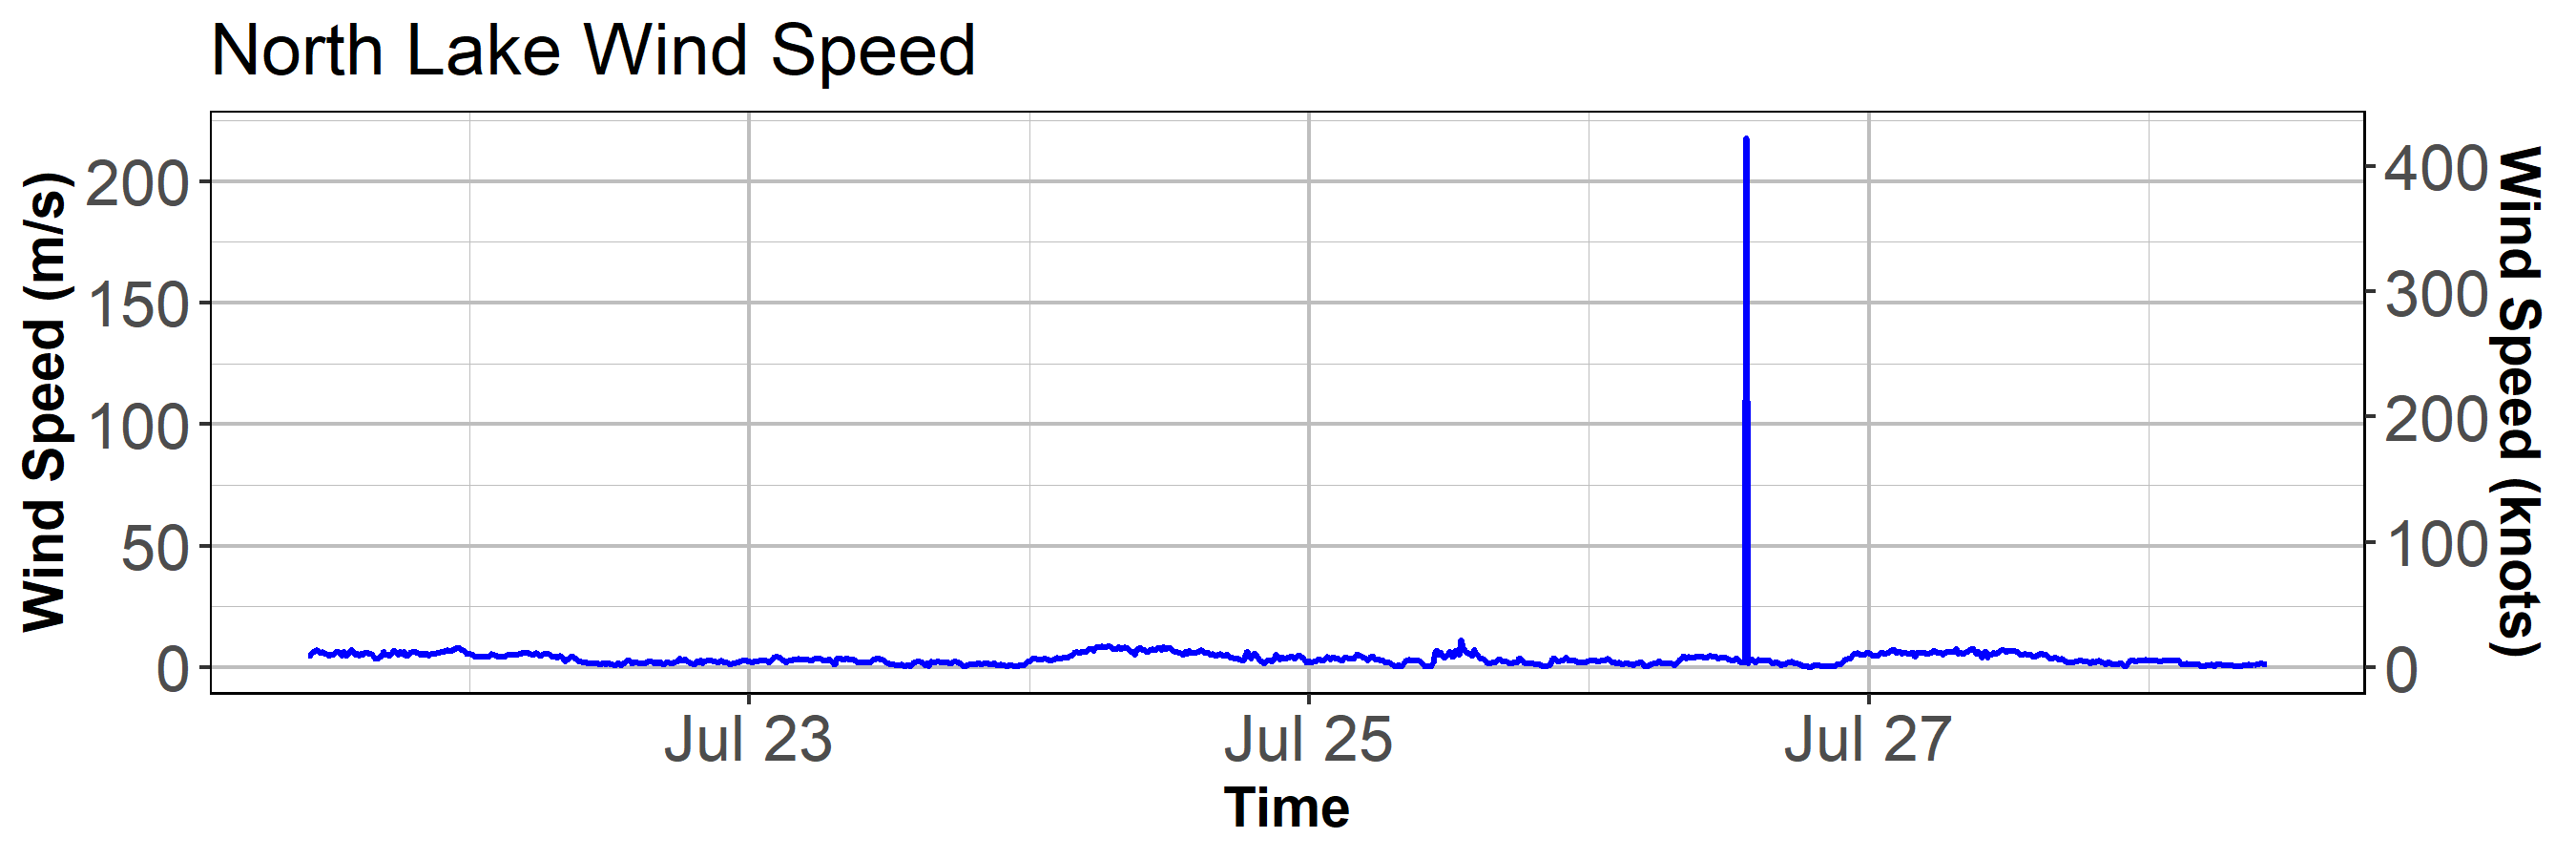 North Lake Wind Speed
Wind Speed (m/s)
200
150
100
50
0
400
300
200
100
0
Wind Speed (knots)
Jul 23
Jul 25
Jul 27
Time